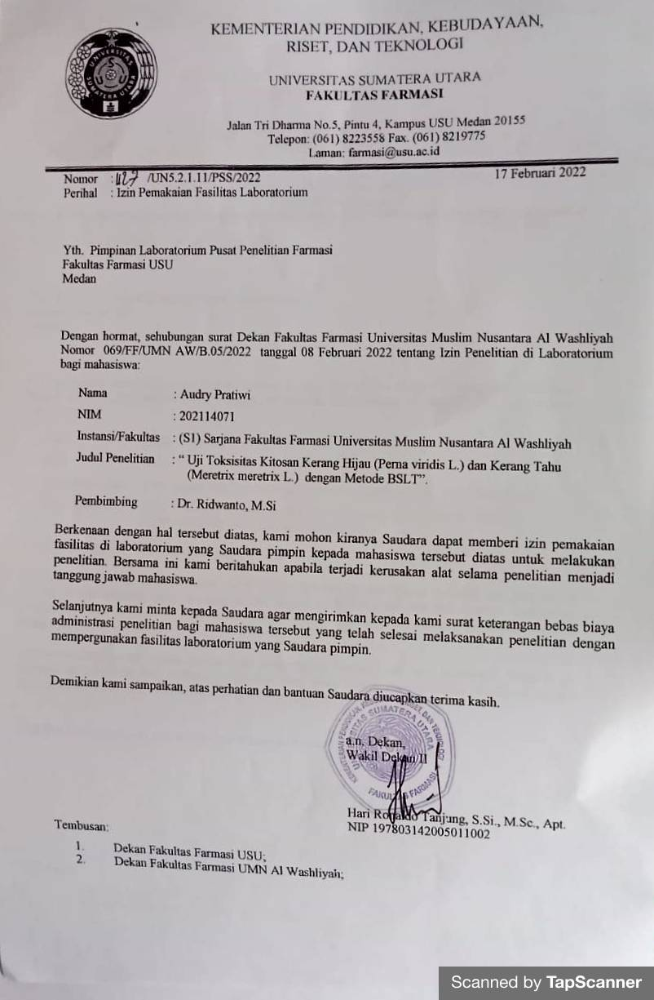 KEMENTERIAN PENDIDIKAN, KEBUDAYAAN,
RISET, DAN TEKNOLOGI
UNIVERSITAS SUMATERA UTARA
FAKULTAS FARMASI
Jalan Tri Dharma No.5, Pintu 4, Kampus USU Medan 20155
Telepon: (061) 8223558 Fax. (061) 8219775
Laman: farmasi@usu.ac.id
UNIVERSITAS
SUMATERA UTARA
Nomor : /UN5.2.1.11/PSS/2022
17 Februari 2022
Perihal : Izin Pemakaian Fasilitas Laboratorium
Yth. Pimpinan Laboratorium Pusat Penelitian Farmasi
Fakultas Farmasi USU
Medan
Dengan hormat, sehubungan surat Dekan Fakultas Farmasi Universitas Muslim Nusantara Al Washliyah
Nomor 069/FF/UMN AW/B.05/2022 tanggal 08 Februari 2022 tentang Izin Penelitian di Laboratorium
bagi mahasiswa:
Nama : Audry Pratiwi
NIM : 202114071
Instansi/Fakultas : (S1) Sarjana Fakultas Farmasi Universitas Muslim Nusantara Al Washliyah
Judul Penelitian : “ Uji Toksisitas Kitosan Kerang Hijau (Perna viridis L.) dan Kerang Tahu
(Meretrix meretrix L.) dengan Metode BSLT”.
Pembimbing : Dr. Ridwanto, M.Si
Berkenaan dengan hal tersebut diatas, kami mohon kiranya Saudara dapat memberi izin pemakaian
fasilitas di laboratorium yang Saudara pimpin kepada mahasiswa tersebut diatas untuk melakukan
penelitian. Bersama ini kami beritahukan apabila terjadi kerusakan alat selama penelitian menjadi
tanggung jawab mahasiswa.
Selanjutnya kami minta kepada Saudara agar mengirimkan kepada kami surat keterangan bebas biaya
administrasi penelitian bagi mahasiswa tersebut yang telah selesai melaksanakan penelitian dengan
mempergunakan fasilitas laboratorium yang Saudara pimpin.
Demikian kami sampaikan, atas perhatian dan bantuan Saudara diucapkan terima kasih.
a.n. Dekan,
Wakil Dekan II
FAKULTAS FARMASI
Hari Ronaldo Tanjung, S.Si., M.Sc., Apt.
NIP 197803142005011002
Tembusan:
1. Dekan Fakultas Farmasi USU;
2. Dekan Fakultas Farmasi UMN Al Washliyah;
Scanned by TapScanner